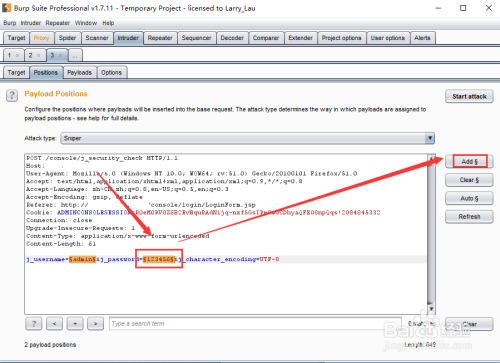 Burp Suite Professional v1.7.11 - Temporary Project - licensed to Larry_Lau
Burp Intruder Repeater Window Help
Target Proxy Spider Scanner Intruder Repeater Sequencer Decoder Comparer Extender Project options User options Alerts
1 × 2 × 3 × ...
Target Positions Payloads Options
? Payload Positions Start attack
Configure the positions where payloads will be inserted into the base request. The attack type determines the way in which payloads are assigned to
payload positions - see help for full details.
Attack type: Sniper
POST /console/j_security_check HTTP/1.1
Host:
User-Agent: Mozilla/5.0 (Windows NT 10.0; WOW64; rv:51.0) Gecko/20100101 Firefox/51.0
Accept: text/html,application/xhtml+xml,application/xml;q=0.9,*/*;q=0.8
Accept-Language: zh-CN,zh;q=0.8,en-US;q=0.5,en;q=0.3
Accept-Encoding: gzip, deflate
Referer: http:// /console/login/LoginForm.jsp
Cookie:
Connection: close
Upgrade-Insecure-Requests: 1
Content-Type: application/x-www-form-urlencoded
Content-Length: 61
j_username=§admin§&j_password=§123456§&j_character_encoding=UTF-8
Add §
Clear §
Auto §
Refresh
? < + > Type a search term Clear
2 payload positions Length: 649